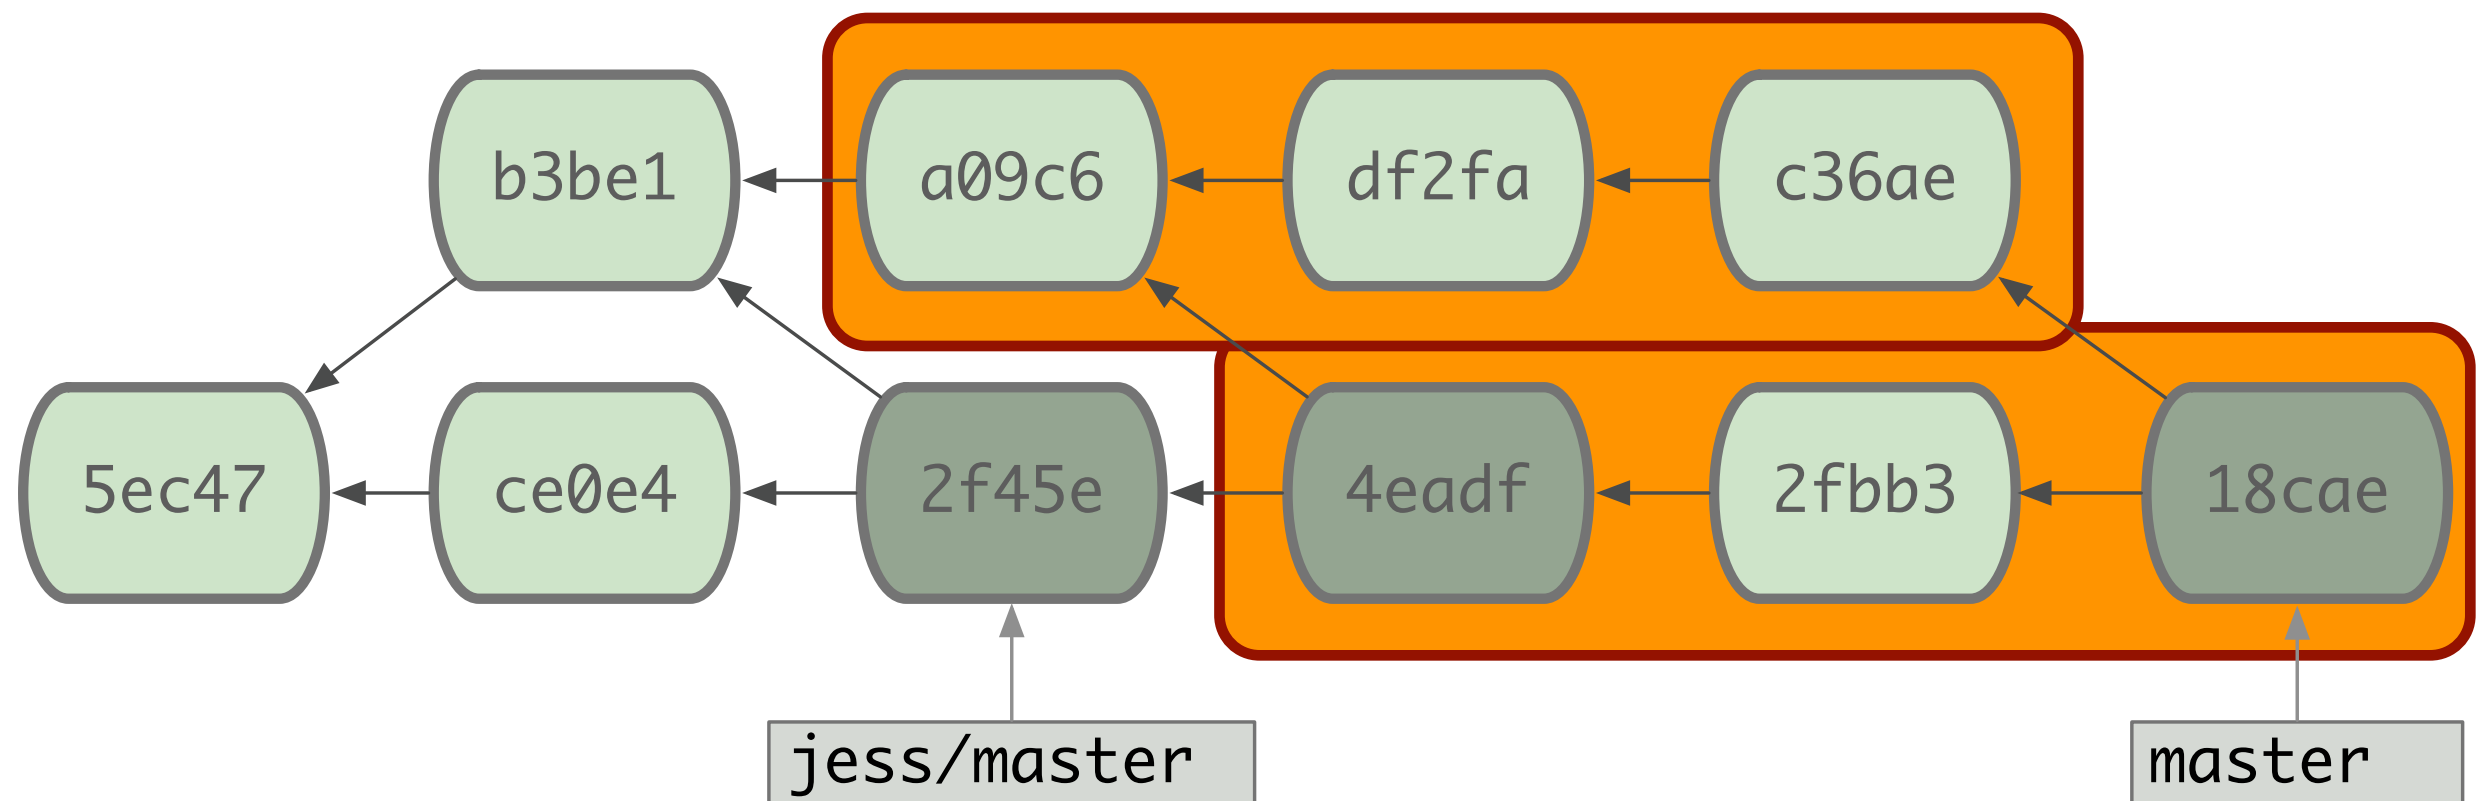 b3be1
a09c6
df2fa
c36ae
5ec47
ce0e4
2f45e
4eadf
2fbb3
18cae
jess/master
master